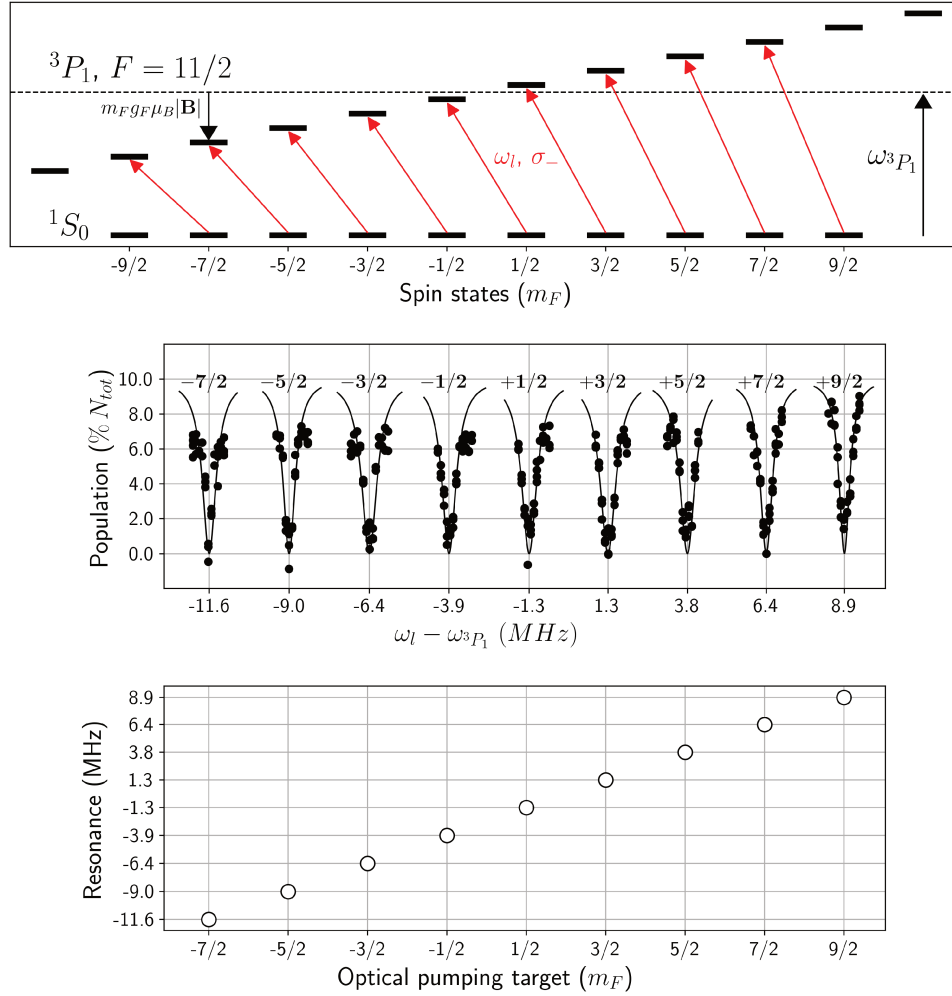 ³P₁, F = 11/2
m_F g_F μ_B |B|
ω_l, σ₋
ω³P₁
¹S₀
-9/2 -7/2 -5/2 -3/2 -1/2 1/2 3/2 5/2 7/2 9/2
Spin states (m_F)
−7/2 −5/2 −3/2 −1/2 +1/2 +3/2 +5/2 +7/2 +9/2
10.0
8.0
6.0
4.0
2.0
0.0
Population (% N_tot)
-11.6 -9.0 -6.4 -3.9 -1.3 1.3 3.8 6.4 8.9
ω_l − ω³P₁ (MHz)
8.9
6.4
3.8
1.3
-1.3
-3.9
-6.4
-9.0
-11.6
Resonance (MHz)
-7/2 -5/2 -3/2 -1/2 1/2 3/2 5/2 7/2 9/2
Optical pumping target (m_F)